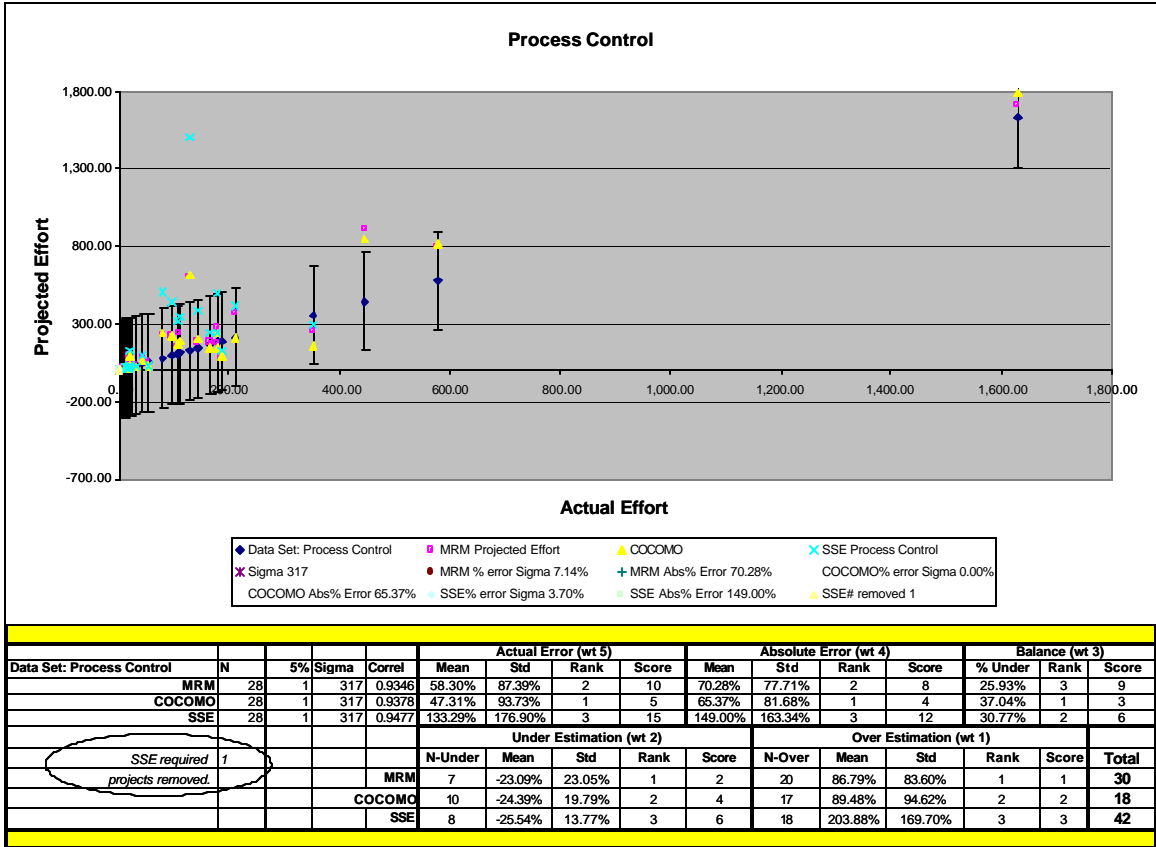 Process Control
1,800.00
1,300.00
800.00
300.00
-200.00
-700.00
Projected Effort
0. 200.00 400.00 600.00 800.00 1,000.00 1,200.00 1,400.00 1,600.00 1,800.00
Actual Effort
Data Set: Process Control MRM Projected Effort COCOMO SSE Process Control
Sigma 317 MRM % error Sigma 7.14% MRM Abs% Error 70.28% COCOMO% error Sigma 0.00%
COCOMO Abs% Error 65.37% SSE% error Sigma 3.70% SSE Abs% Error 149.00% SSE# removed 1
Actual Error (wt 5) Absolute Error (wt 4) Balance (wt 3)
Data Set: Process Control N 5% Sigma Correl Mean Std Rank Score Mean Std Rank Score % Under Rank Score
MRM 28 1 317 0.9346 58.30% 87.39% 2 10 70.28% 77.71% 2 8 25.93% 3 9
COCOMO 28 1 317 0.9378 47.31% 93.73% 1 5 65.37% 81.68% 1 4 37.04% 1 3
SSE 28 1 317 0.9477 133.29% 176.90% 3 15 149.00% 163.34% 3 12 30.77% 2 6
Under Estimation (wt 2) Over Estimation (wt 1)
SSE required 1 N-Under Mean Std Rank Score N-Over Mean Std Rank Score Total
projects removed. MRM 7 -23.09% 23.05% 1 2 20 86.79% 83.60% 1 1 30
COCOMO 10 -24.39% 19.79% 2 4 17 89.48% 94.62% 2 2 18
SSE 8 -25.54% 13.77% 3 6 18 203.88% 169.70% 3 3 42